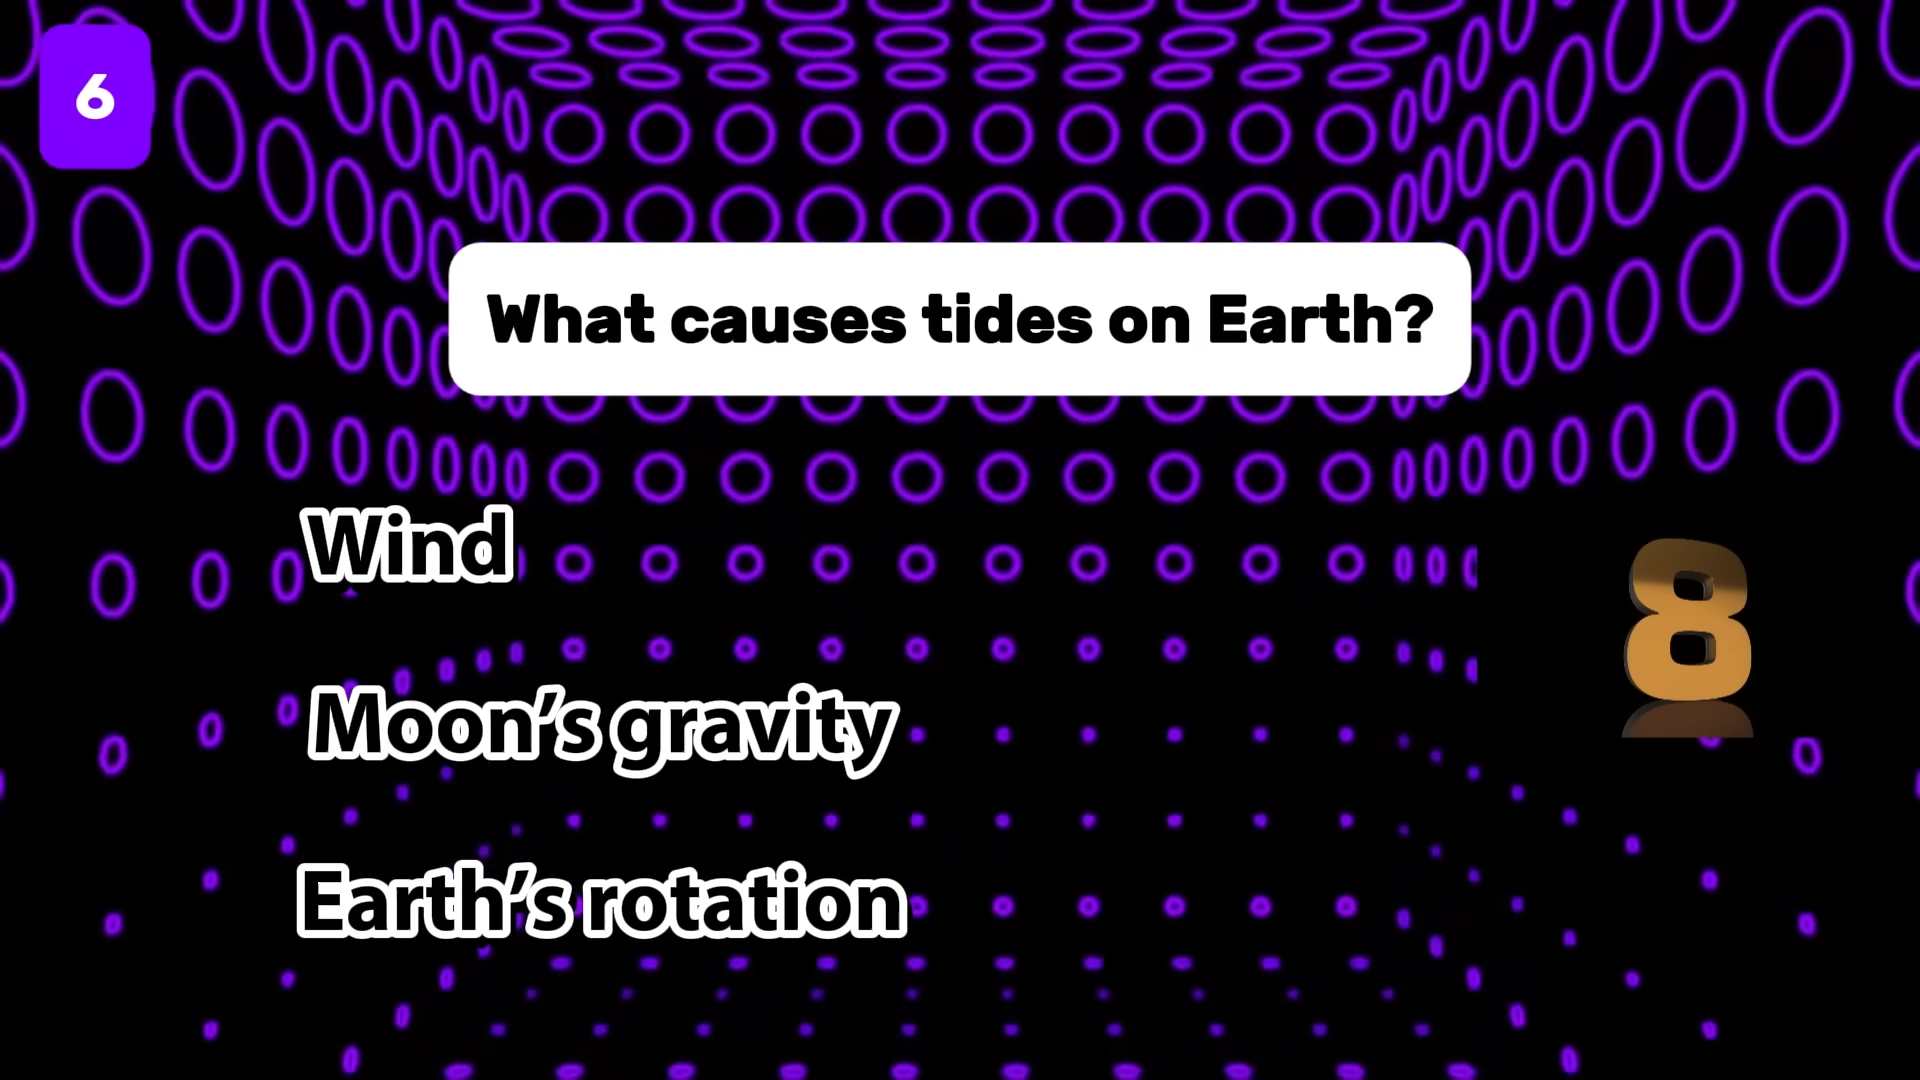 6
What causes tides on Earth?
Wind
8
Moon’s gravity
Earth’s rotation